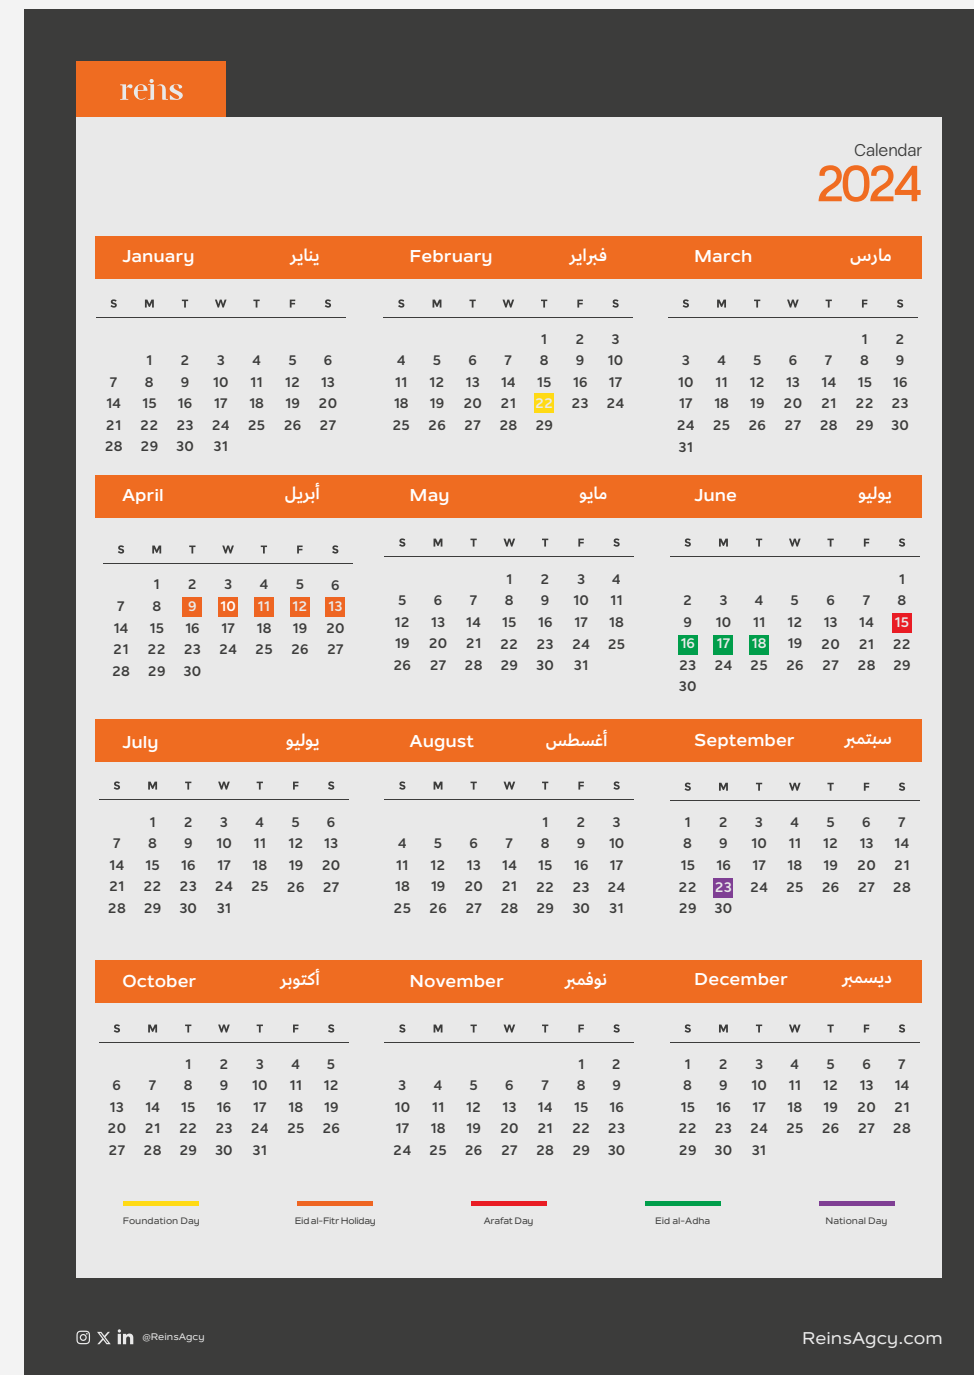 reins
Calendar
2024
January يناير
S M T W T F S
1 2 3 4 5 6
7 8 9 10 11 12 13
14 15 16 17 18 19 20
21 22 23 24 25 26 27
28 29 30 31
February فبراير
S M T W T F S
1 2 3
4 5 6 7 8 9 10
11 12 13 14 15 16 17
18 19 20 21 22 23 24
25 26 27 28 29
March مارس
S M T W T F S
1 2
3 4 5 6 7 8 9
10 11 12 13 14 15 16
17 18 19 20 21 22 23
24 25 26 27 28 29 30
31
April أبريل
S M T W T F S
1 2 3 4 5 6
7 8 9 10 11 12 13
14 15 16 17 18 19 20
21 22 23 24 25 26 27
28 29 30
May مايو
S M T W T F S
1 2 3 4
5 6 7 8 9 10 11
12 13 14 15 16 17 18
19 20 21 22 23 24 25
26 27 28 29 30 31
June يوليو
S M T W T F S
1
2 3 4 5 6 7 8
9 10 11 12 13 14 15
16 17 18 19 20 21 22
23 24 25 26 27 28 29
30
July يوليو
S M T W T F S
1 2 3 4 5 6
7 8 9 10 11 12 13
14 15 16 17 18 19 20
21 22 23 24 25 26 27
28 29 30 31
August أغسطس
S M T W T F S
1 2 3
4 5 6 7 8 9 10
11 12 13 14 15 16 17
18 19 20 21 22 23 24
25 26 27 28 29 30 31
September سبتمبر
S M T W T F S
1 2 3 4 5 6 7
8 9 10 11 12 13 14
15 16 17 18 19 20 21
22 23 24 25 26 27 28
29 30
October أكتوبر
S M T W T F S
1 2 3 4 5
6 7 8 9 10 11 12
13 14 15 16 17 18 19
20 21 22 23 24 25 26
27 28 29 30 31
November نوفمبر
S M T W T F S
1 2
3 4 5 6 7 8 9
10 11 12 13 14 15 16
17 18 19 20 21 22 23
24 25 26 27 28 29 30
December ديسمبر
S M T W T F S
1 2 3 4 5 6 7
8 9 10 11 12 13 14
15 16 17 18 19 20 21
22 23 24 25 26 27 28
29 30 31
Foundation Day
Eid al-Fitr Holiday
Arafat Day
Eid al-Adha
National Day
@ReinsAgcy
ReinsAgcy.com